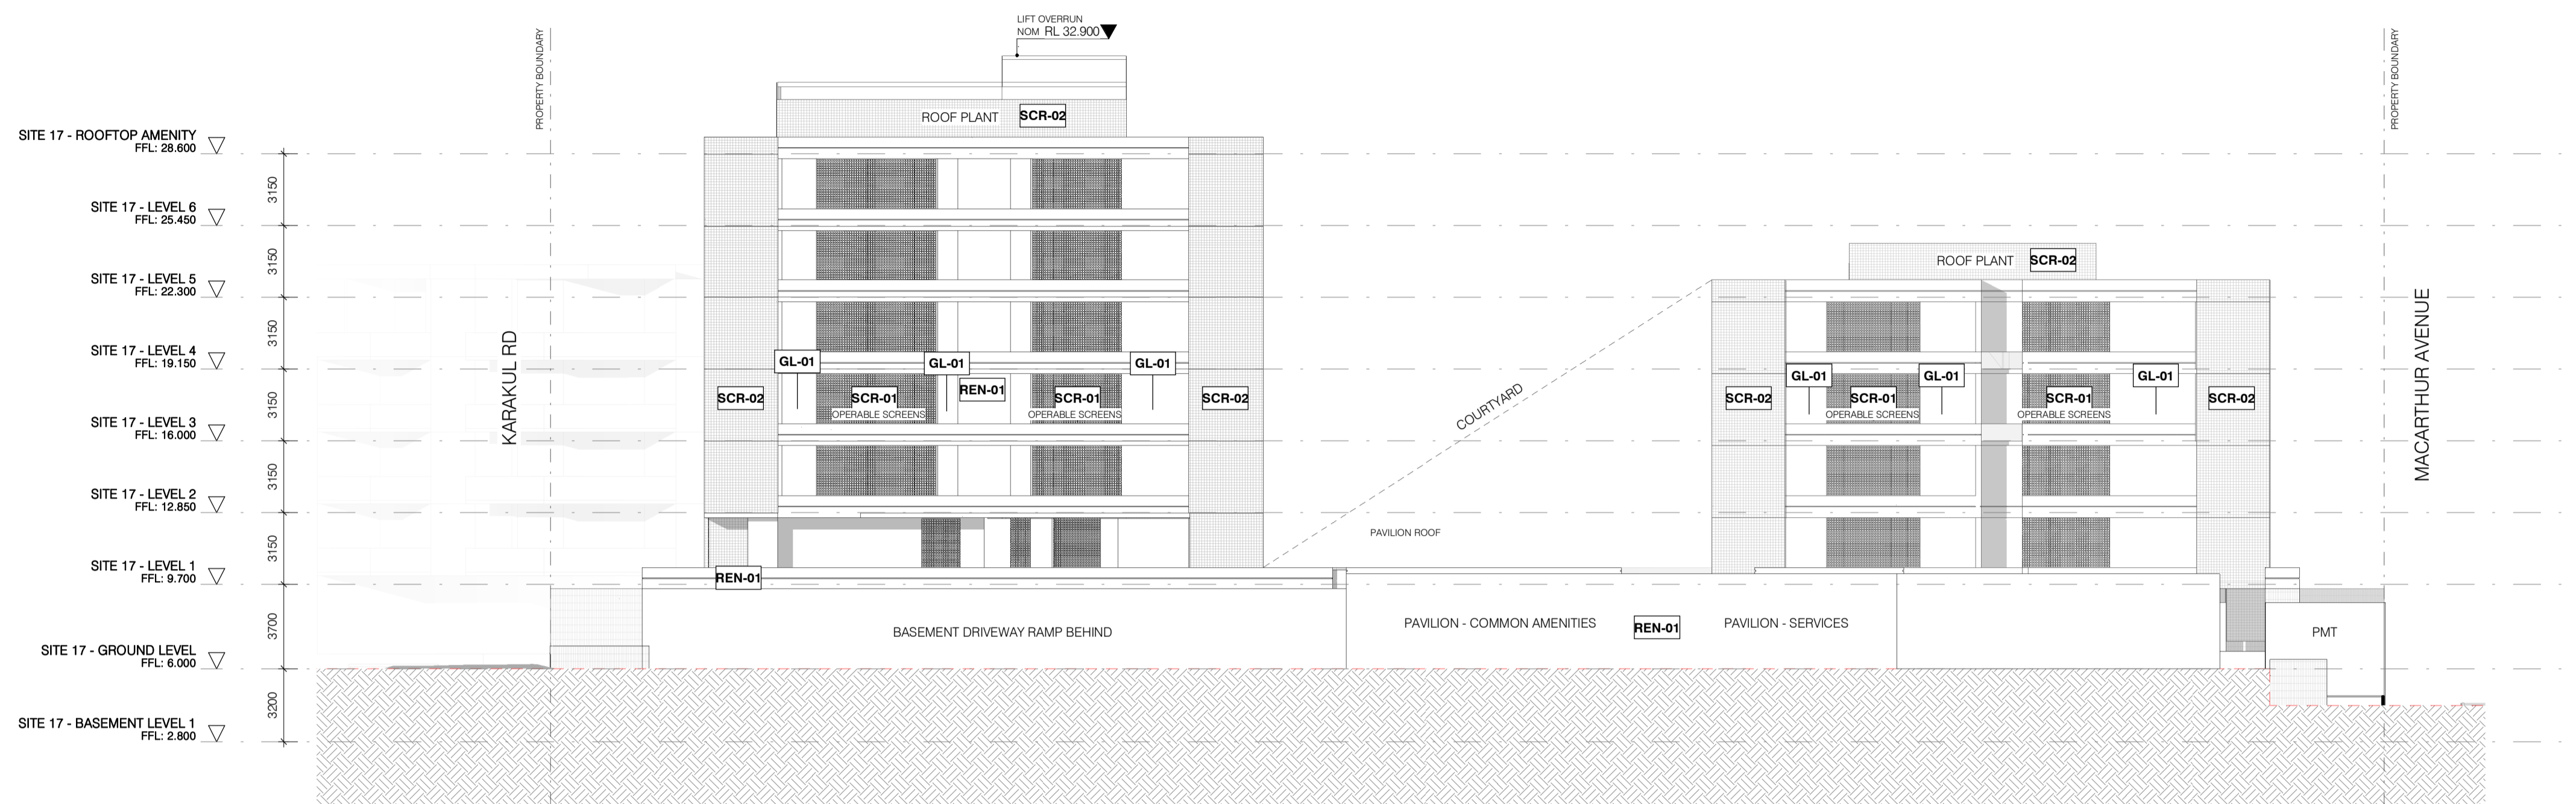 LIFT OVERRUN
NOM RL 32.900
PROPERTY BOUNDARY
PROPERTY BOUNDARY
ROOF PLANT
SCR-02
SITE 17 - ROOFTOP AMENITY
FFL: 28.600
3150
SITE 17 - LEVEL 6
FFL: 25.450
3150
ROOF PLANT
SCR-02
SITE 17 - LEVEL 5
FFL: 22.300
3150
SITE 17 - LEVEL 4
FFL: 19.150
3150
KARAKUL RD
GL-01
GL-01
GL-01
SCR-02
SCR-01
OPERABLE SCREENS
REN-01
SCR-01
OPERABLE SCREENS
SCR-02
COURTYARD
GL-01
GL-01
GL-01
SCR-02
SCR-01
OPERABLE SCREENS
SCR-01
OPERABLE SCREENS
SCR-02
MACARTHUR AVENUE
SITE 17 - LEVEL 3
FFL: 16.000
3150
SITE 17 - LEVEL 2
FFL: 12.850
3150
PAVILION ROOF
SITE 17 - LEVEL 1
FFL: 9.700
REN-01
3700
BASEMENT DRIVEWAY RAMP BEHIND
PAVILION - COMMON AMENITIES
REN-01
PAVILION - SERVICES
PMT
SITE 17 - GROUND LEVEL
FFL: 6.000
3200
SITE 17 - BASEMENT LEVEL 1
FFL: 2.800